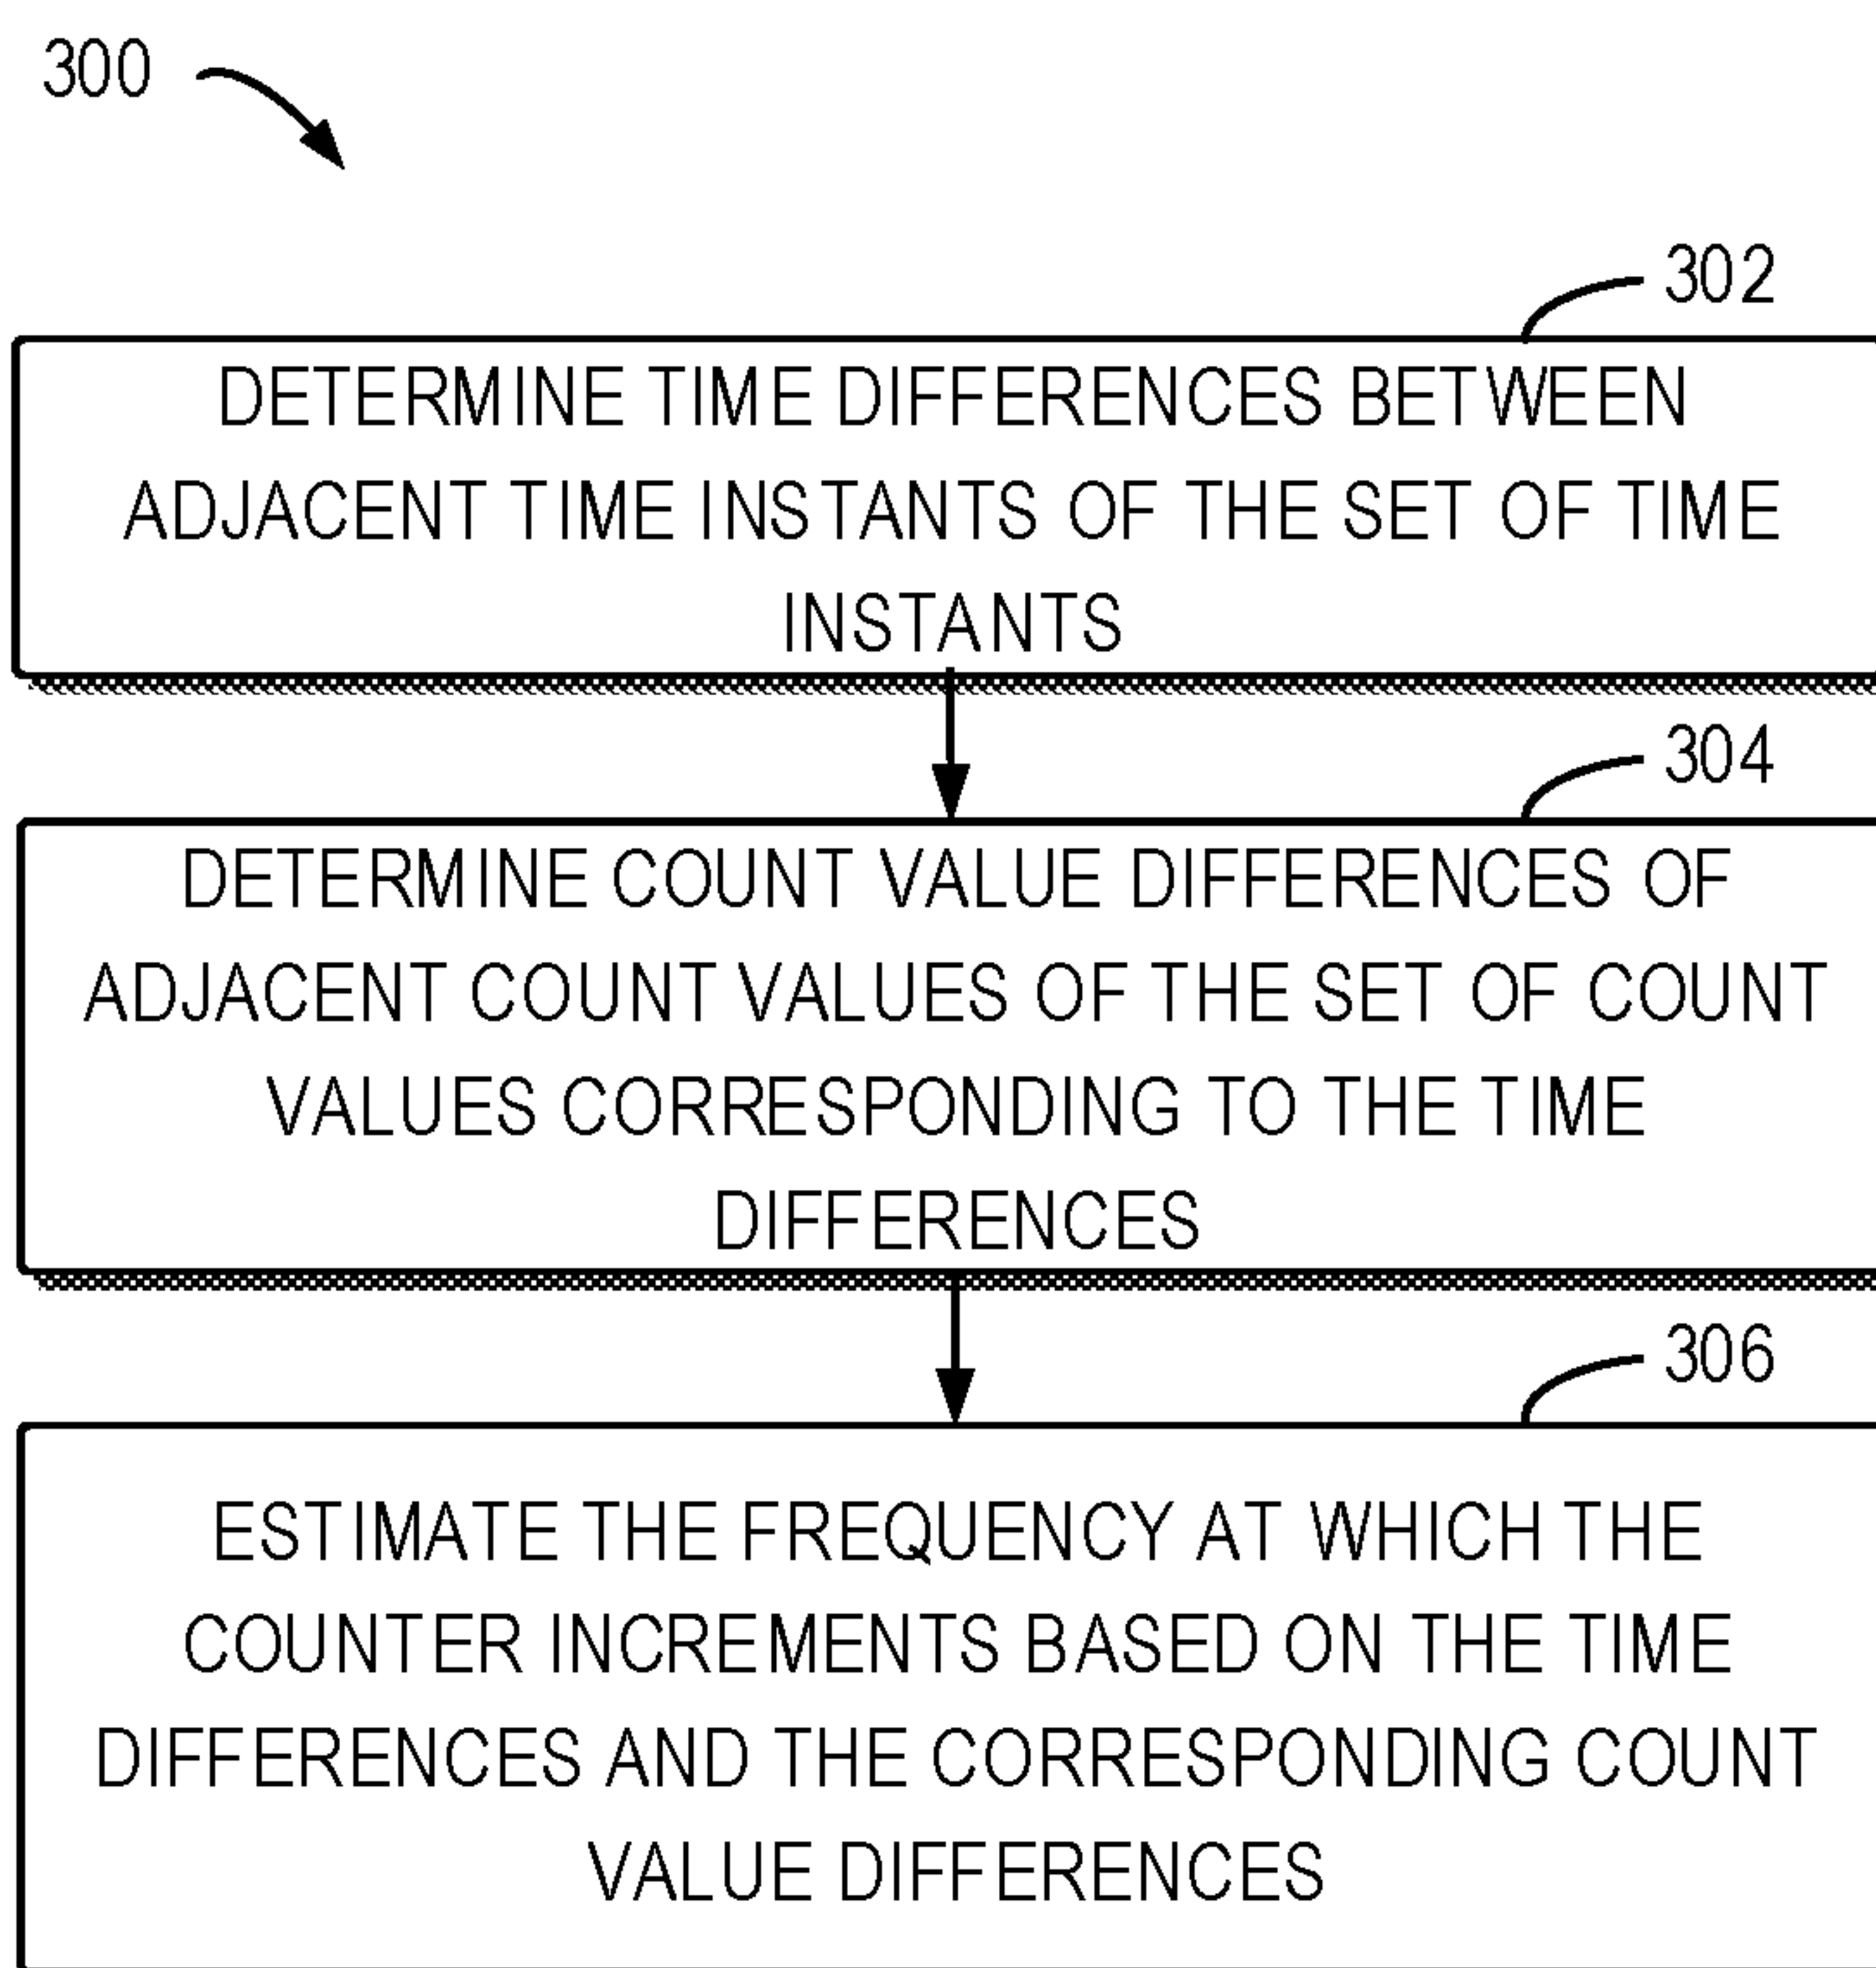 300
302
DETERMINE TIME DIFFERENCES BETWEEN
ADJACENT TIME INSTANTS OF THE SET OF TIME
INSTANTS
304
DETERMINE COUNT VALUE DIFFERENCES OF
ADJACENT COUNT VALUES OF THE SET OF COUNT
VALUES CORRESPONDING TO THE TIME
DIFFERENCES
306
ESTIMATE THE FREQUENCY AT WHICH THE
COUNTER INCREMENTS BASED ON THE TIME
DIFFERENCES AND THE CORRESPONDING COUNT
VALUE DIFFERENCES